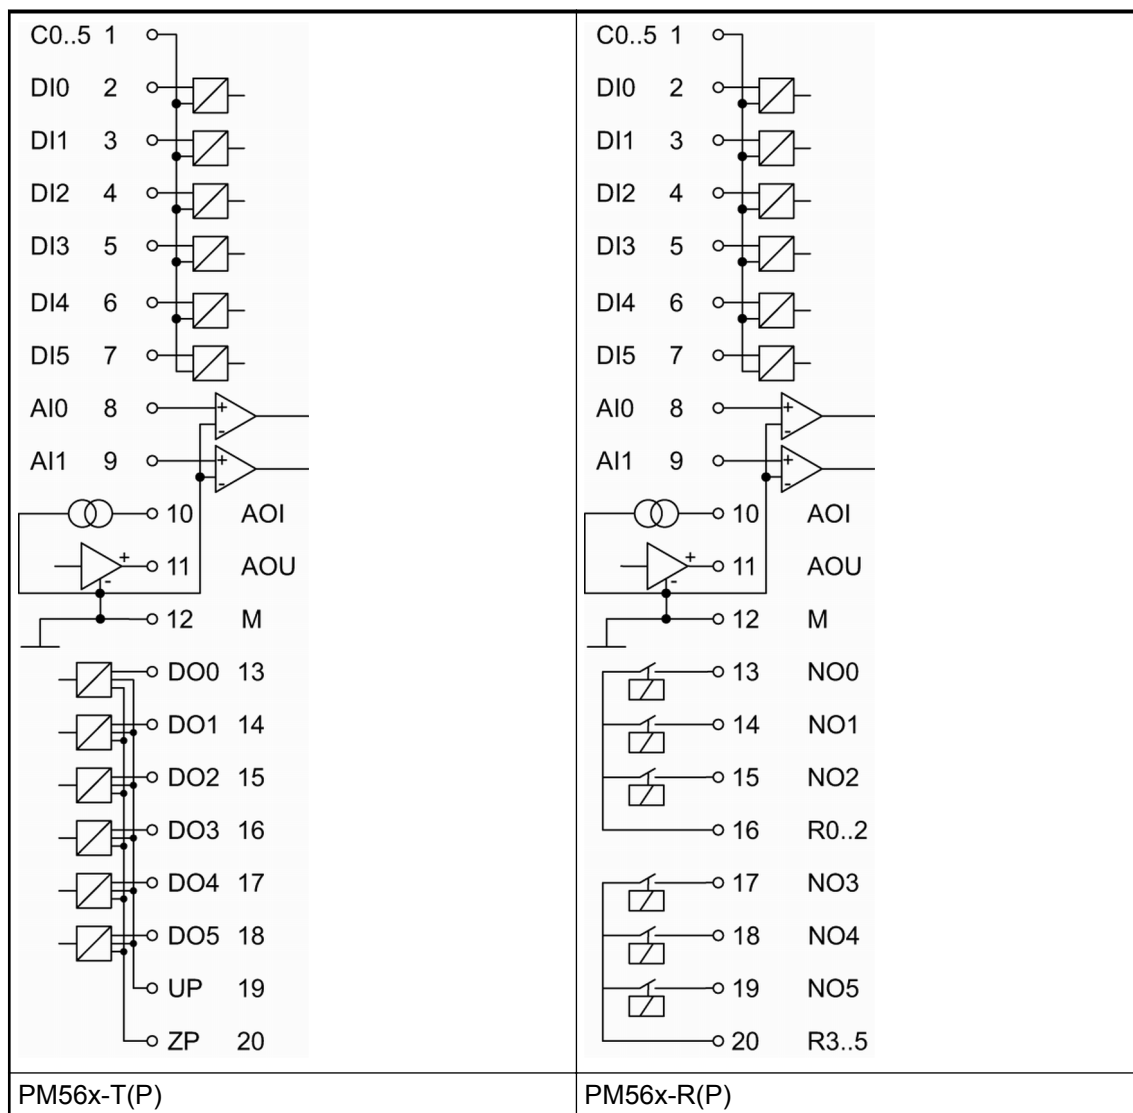 C0..5 1
DI0 2
DI1 3
DI2 4
DI3 5
DI4 6
DI5 7
AI0 8
+
-
AI1 9
+
-
10 AOI
+
11 AOU
-
12 M
DO0 13
DO1 14
DO2 15
DO3 16
DO4 17
DO5 18
UP 19
ZP 20
PM56x-T(P)
C0..5 1
DI0 2
DI1 3
DI2 4
DI3 5
DI4 6
DI5 7
AI0 8
+
-
AI1 9
+
-
10 AOI
+
11 AOU
-
12 M
13 NO0
14 NO1
15 NO2
16 R0..2
17 NO3
18 NO4
19 NO5
20 R3..5
PM56x-R(P)